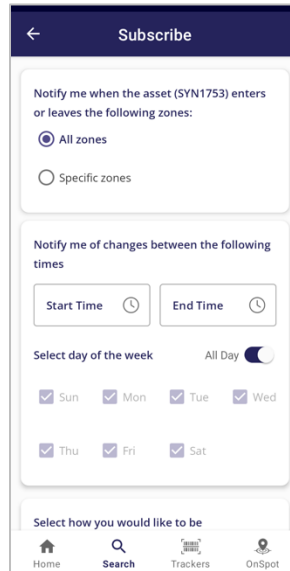 Subscribe
Notify me when the asset (SYN1753) enters
or leaves the following zones:
All zones
Specific zones
Notify me of changes between the following
times
Start Time End Time
Select day of the week All Day
Sun Mon Tue Wed
Thu Fri Sat
Select how you would like to be
Home Search Trackers OnSpot